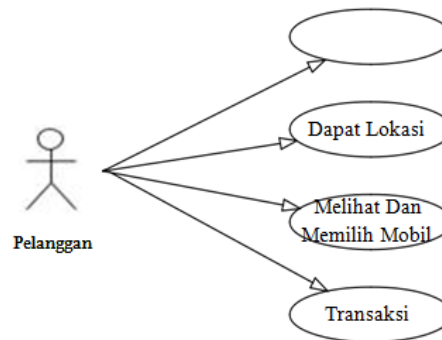 Dapat Lokasi
Melihat Dan
Memilih Mobil
Pelanggan
Transaksi